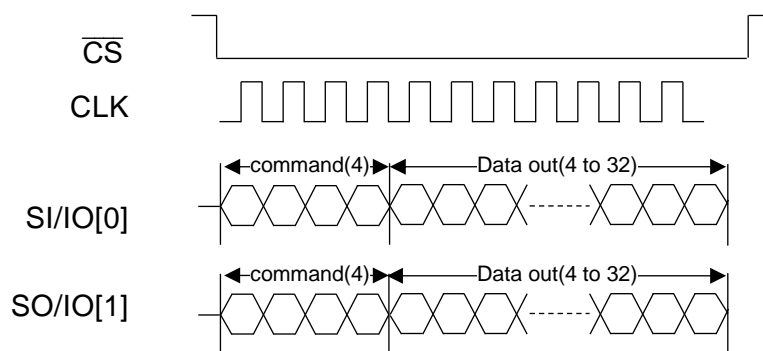 C̅S̅
CLK
command(4) Data out(4 to 32)
SI/IO[0]
command(4) Data out(4 to 32)
SO/IO[1]